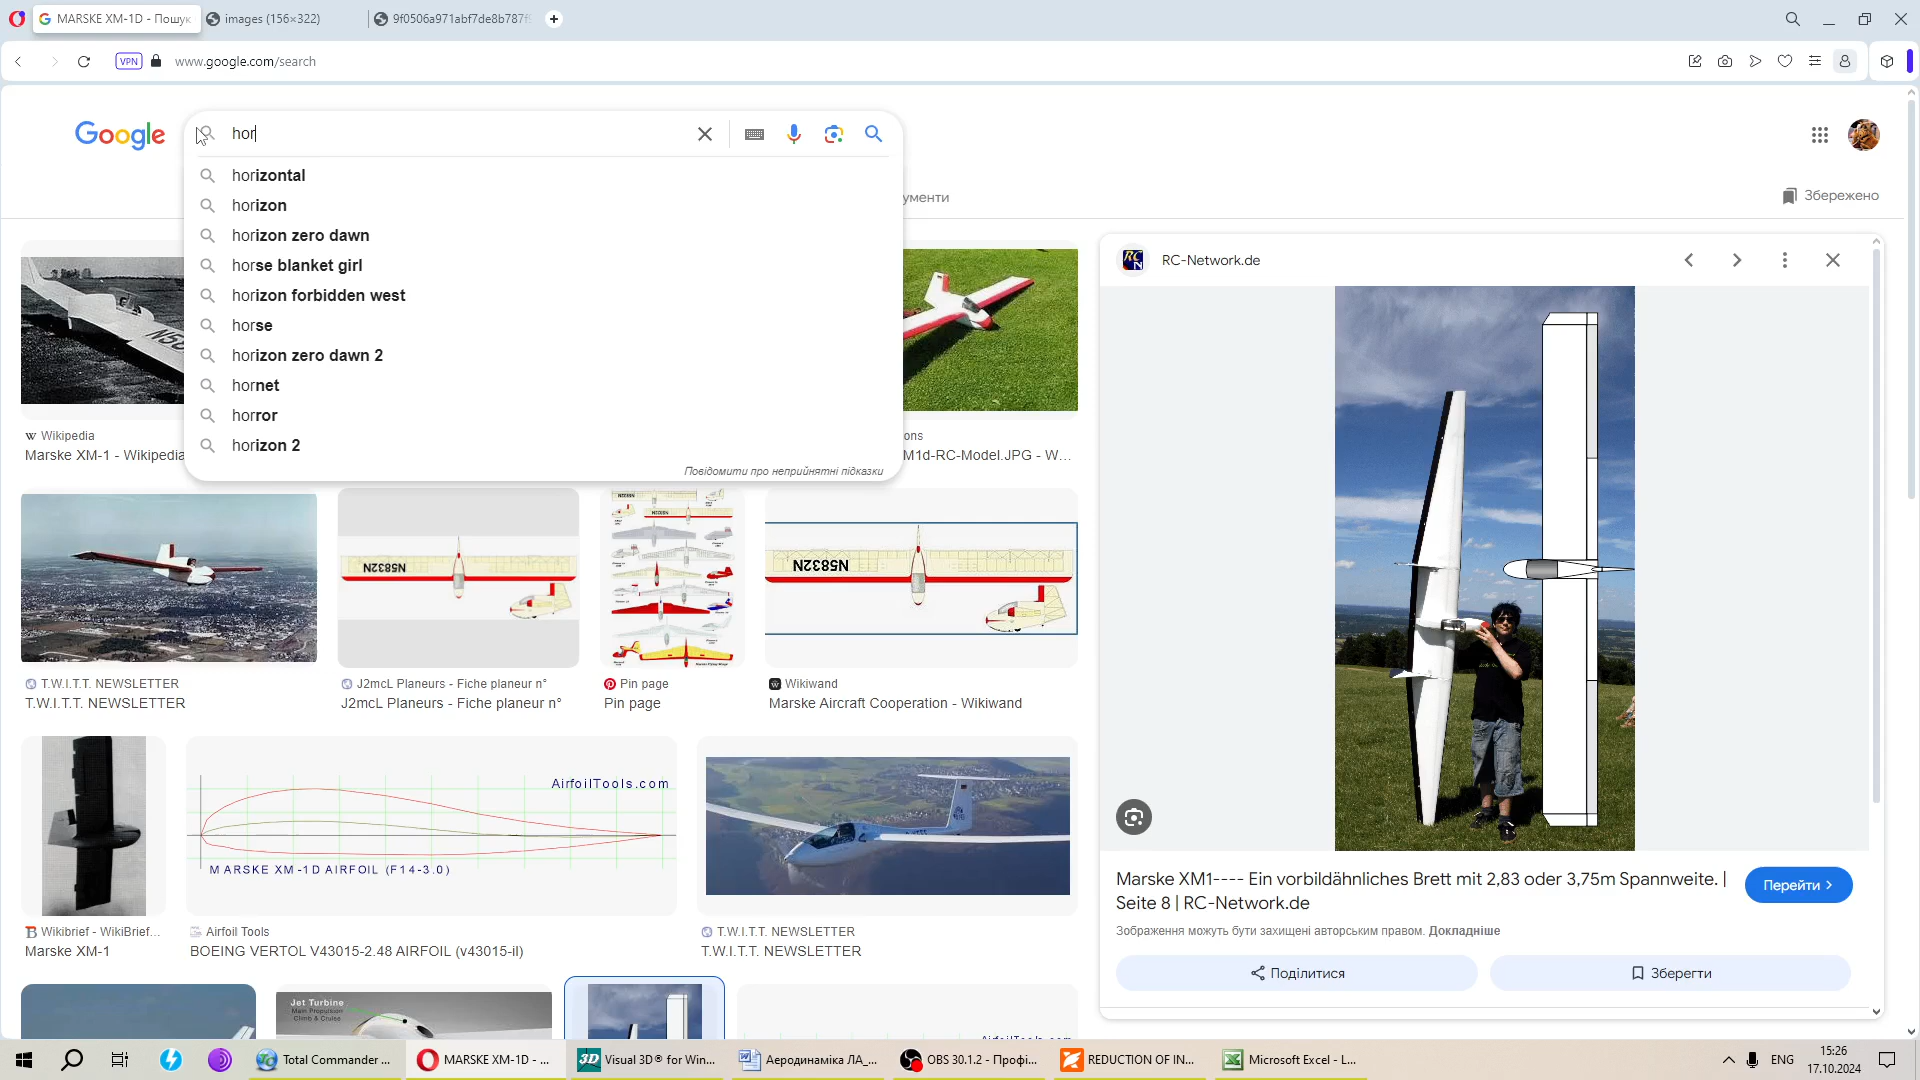 MARSKE XM-1D - Пошук
images (156×322)
9f0506a971abf7de8b787f
VPN
www.google.com/search
Google
hor
horizontal
horizon
horizon zero dawn
horse blanket girl
horizon forbidden west
horse
horizon zero dawn 2
hornet
horror
horizon 2
Повідомити про неприйнятні підказки
ументи
Збережено
W Wikipedia
Marske XM-1 - Wikipedia
ons
M1d-RC-Model.JPG - W...
N5832N
N5832N
T.W.I.T.T. NEWSLETTER
T.W.I.T.T. NEWSLETTER
J2mcL Planeurs - Fiche planeur n°
J2mcL Planeurs - Fiche planeur n°
Pin page
Pin page
Wikiwand
Marske Aircraft Cooperation - Wikiwand
AirfoilTools.com
MARSKE XM-1D AIRFOIL (F14-3.0)
Wikibrief - WikiBrief...
Marske XM-1
Airfoil Tools
BOEING VERTOL V43015-2.48 AIRFOIL (v43015-il)
T.W.I.T.T. NEWSLETTER
T.W.I.T.T. NEWSLETTER
Jet Turbine
Main Propulsion
Climb & Cruise
RC-Network.de
Marske XM1---- Ein vorbildähnliches Brett mit 2,83 oder 3,75m Spannweite. |
Seite 8 | RC-Network.de
Перейти
Зображення можуть бути захищені авторським правом. Докладніше
Поділитися
Зберегти
Total Commander ...
MARSKE XM-1D - ...
Visual 3D® for Win...
Аеродинаміка ЛА_...
OBS 30.1.2 - Профі...
REDUCTION OF IN...
Microsoft Excel - L...
ENG
15:26
17.10.2024